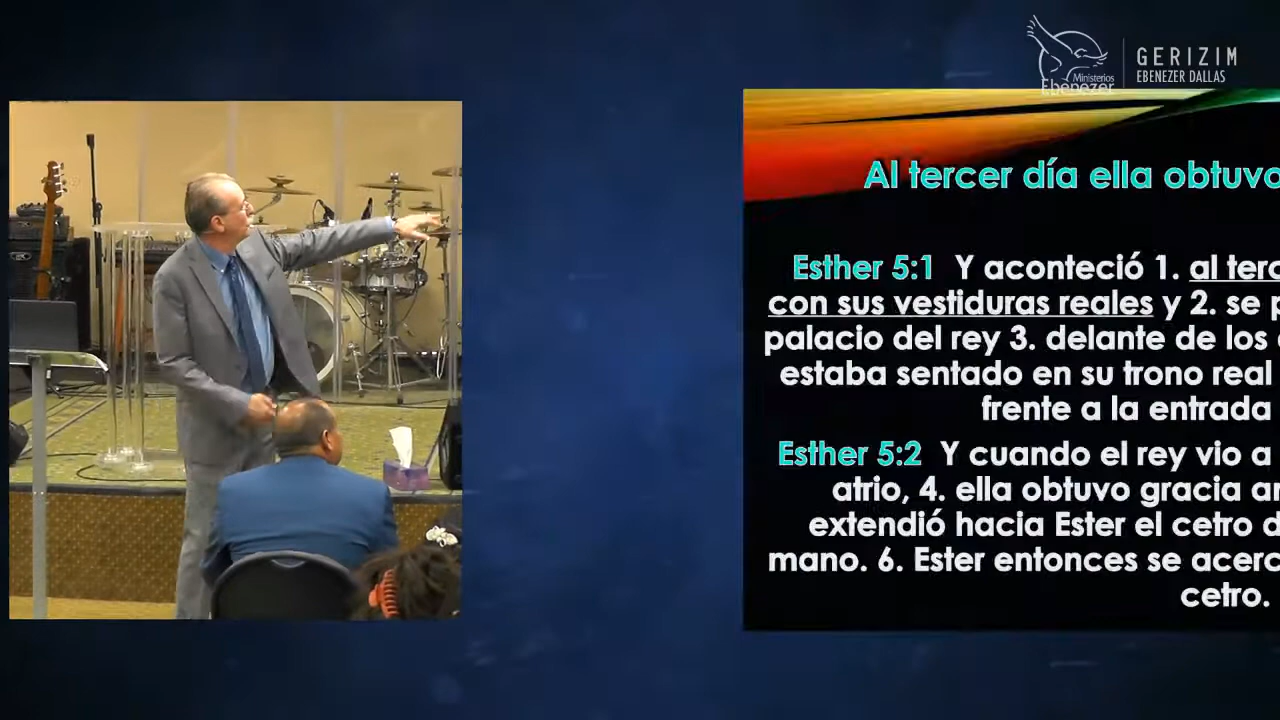 Ministerios
Ebenezer
GERIZIM
EBENEZER DALLAS
Al tercer día ella obtuvo
Esther 5:1 Y aconteció 1. al terc
con sus vestiduras reales y 2. se p
palacio del rey 3. delante de los
estaba sentado en su trono real
frente a la entrada
Esther 5:2 Y cuando el rey vio a
atrio, 4. ella obtuvo gracia an
extendió hacia Ester el cetro d
mano. 6. Ester entonces se acerc
cetro.